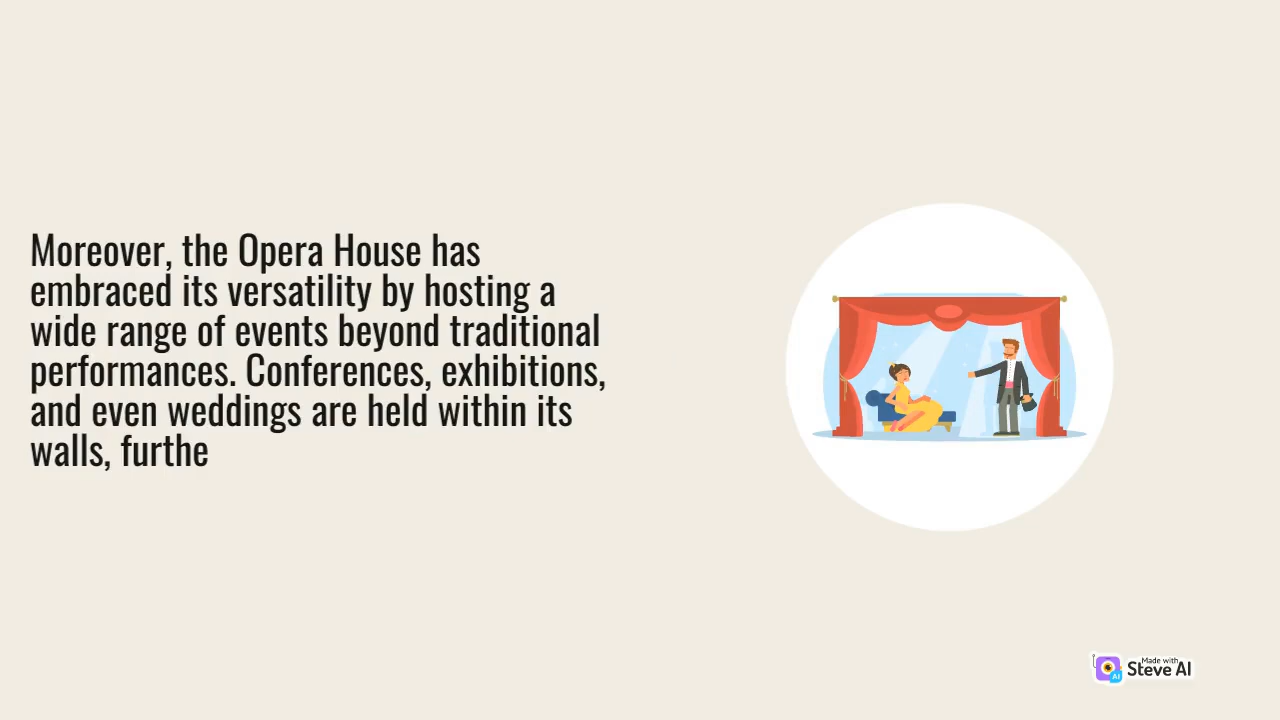 Moreover, the Opera House has
embraced its versatility by hosting a
wide range of events beyond traditional
performances. Conferences, exhibitions,
and even weddings are held within its
walls, furthe
Made with
Steve AI
AI